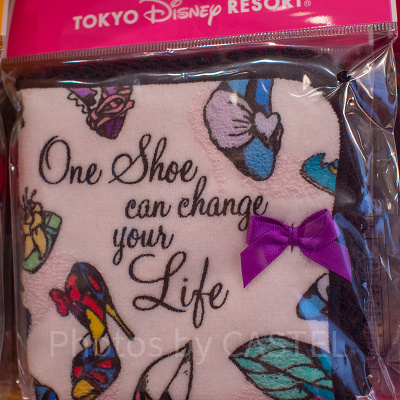 TOKYO Disney RESORT®
One Shoe
can change
your
Life
Photos by CASTEL